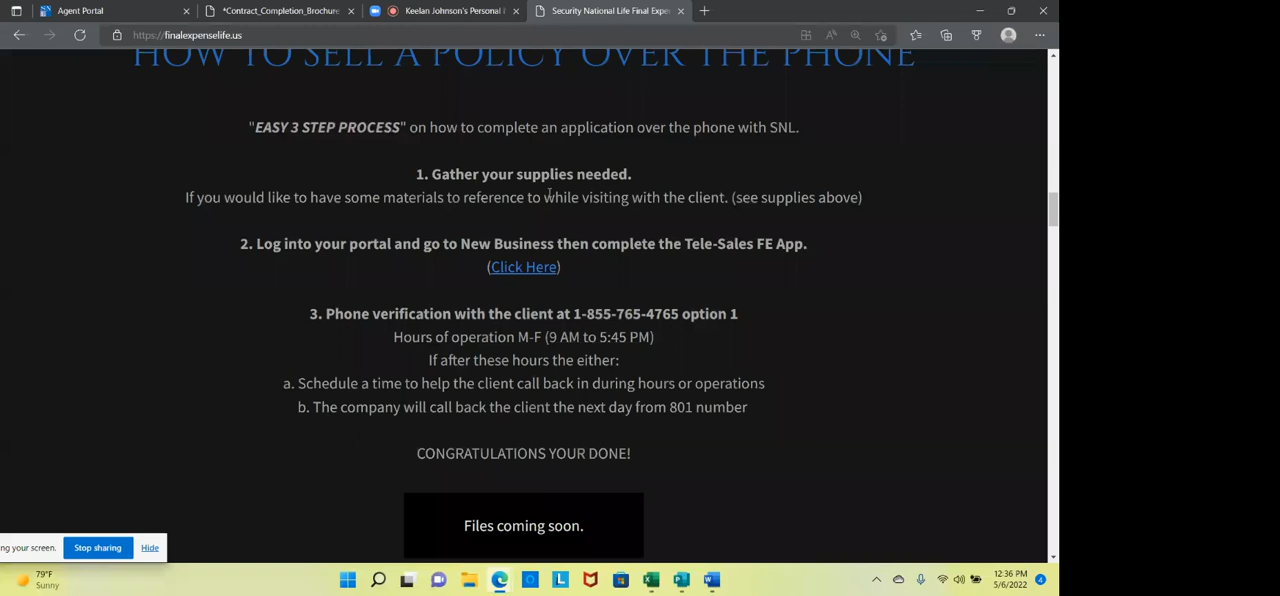 Agent Portal
*Contract_Completion_Brochure
Keelan Johnson's Personal
Security National Life Final Expe
https://finalexpenselife.us
HOW TO SELL A POLICY OVER THE PHONE
"EASY 3 STEP PROCESS" on how to complete an application over the phone with SNL.
1. Gather your supplies needed.
If you would like to have some materials to reference to while visiting with the client. (see supplies above)
2. Log into your portal and go to New Business then complete the Tele-Sales FE App.
(Click Here)
3. Phone verification with the client at 1-855-765-4765 option 1
Hours of operation M-F (9 AM to 5:45 PM)
If after these hours the either:
a. Schedule a time to help the client call back in during hours or operations
b. The company will call back the client the next day from 801 number
CONGRATULATIONS YOUR DONE!
Files coming soon.
ng your screen. Stop sharing Hide
79°F
Sunny
12:36 PM
5/6/2022
4